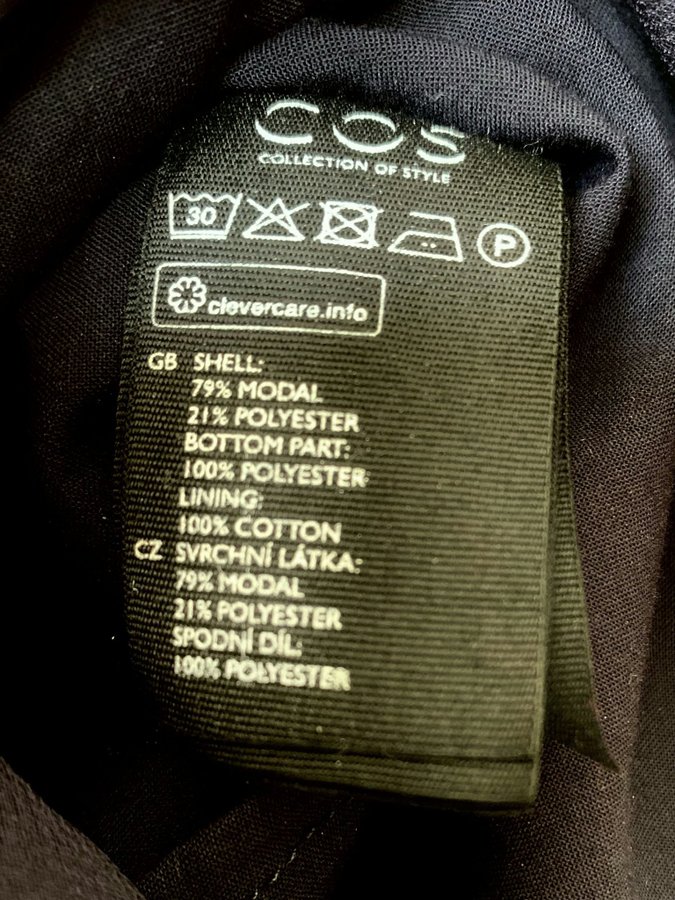 COS
COLLECTION OF STYLE
30 P
clevercare.info
GB SHELL:
79% MODAL
21% POLYESTER
BOTTOM PART:
100% POLYESTER
LINING:
100% COTTON
CZ SVRCHNÍ LÁTKA:
79% MODAL
21% POLYESTER
SPODNÍ DÍL:
100% POLYESTER